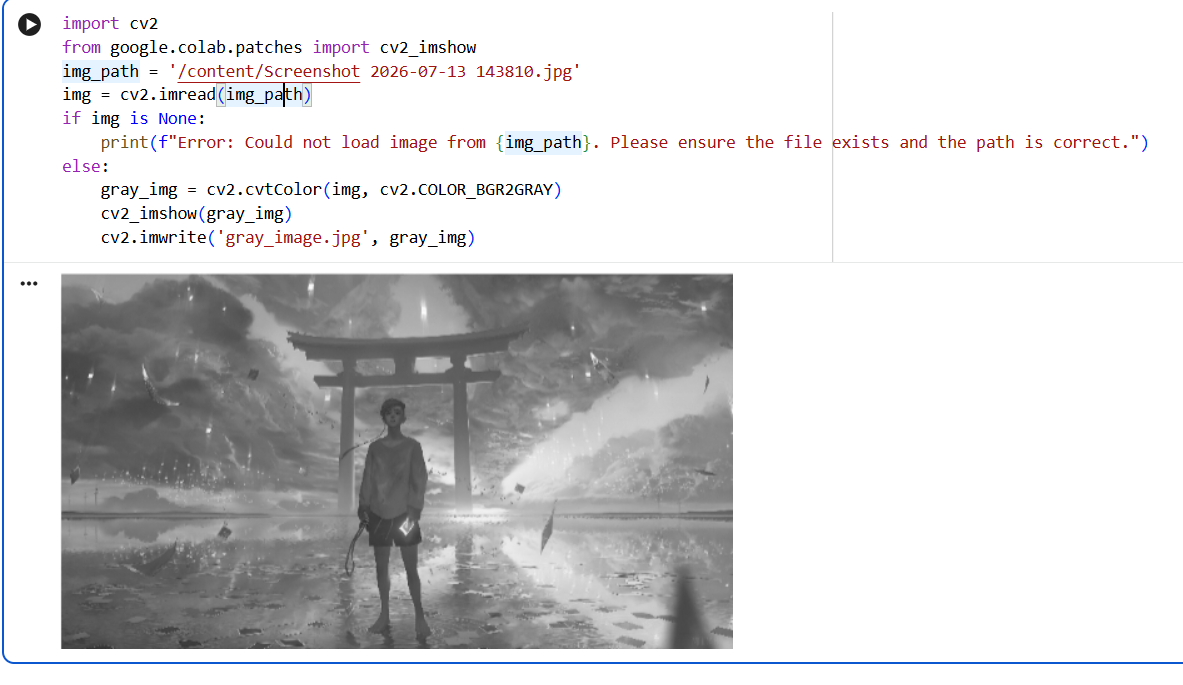 import cv2
from google.colab.patches import cv2_imshow
img_path = '/content/Screenshot 2026-07-13 143810.jpg'
img = cv2.imread(img_path)
if img is None:
    print(f"Error: Could not load image from {img_path}. Please ensure the file exists and the path is correct.")
else:
    gray_img = cv2.cvtColor(img, cv2.COLOR_BGR2GRAY)
    cv2_imshow(gray_img)
    cv2.imwrite('gray_image.jpg', gray_img)